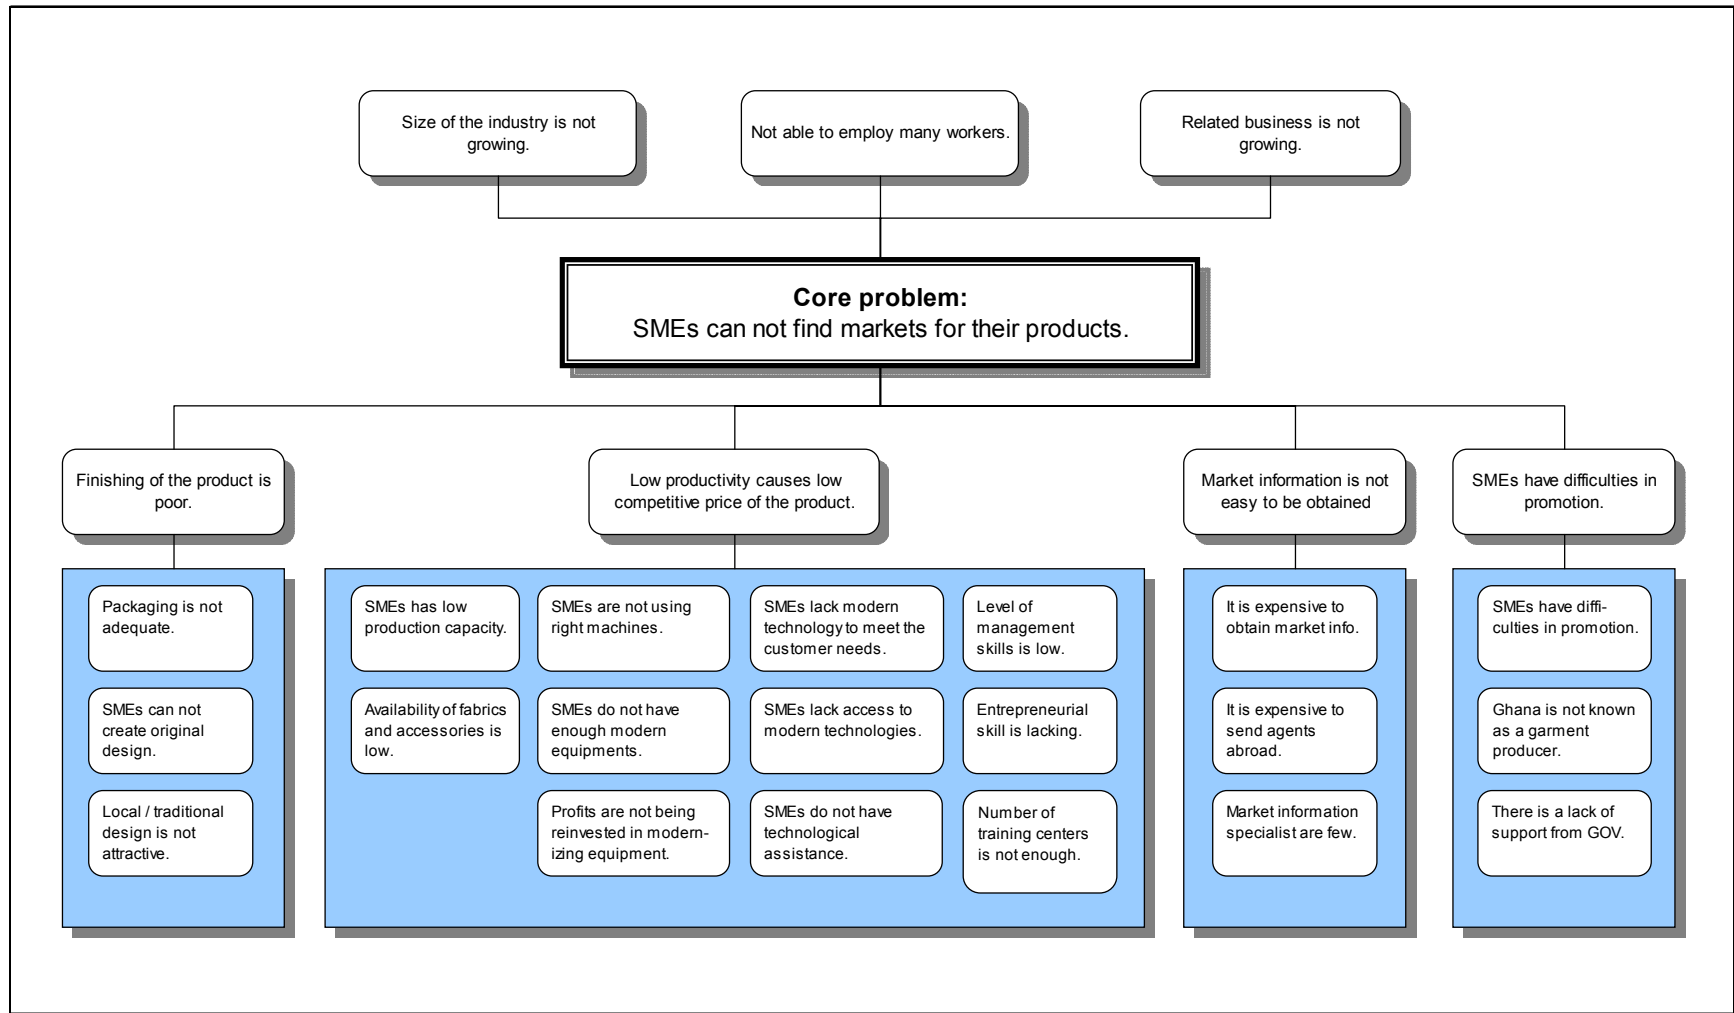 Size of the industry is not
growing.
Not able to employ many workers.
Related business is not
growing.
Core problem:
SMEs can not find markets for their products.
Finishing of the product is
poor.
Low productivity causes low
competitive price of the product.
Market information is not
easy to be obtained
SMEs have difficulties in
promotion.
Packaging is not
adequate.
SMEs can not
create original
design.
Local / traditional
design is not
attractive.
SMEs has low
production capacity.
Availability of fabrics
and accessories is
low.
SMEs are not using
right machines.
SMEs do not have
enough modern
equipments.
Profits are not being
reinvested in modern-
izing equipment.
SMEs lack modern
technology to meet the
customer needs.
SMEs lack access to
modern technologies.
SMEs do not have
technological
assistance.
Level of
management
skills is low.
Entrepreneurial
skill is lacking.
Number of
training centers
is not enough.
It is expensive to
obtain market info.
It is expensive to
send agents
abroad.
Market information
specialist are few.
SMEs have diffi-
culties in promotion.
Ghana is not known
as a garment
producer.
There is a lack of
support from GOV.